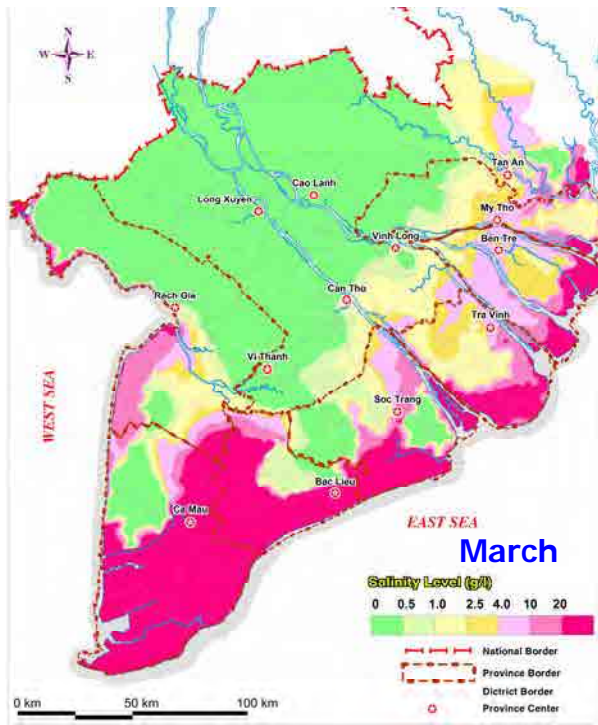 N
W E
S
Tan An
Cao Lanh
Long Xuyen
My Tho
Vinh Long
Ben Tre
Can Tho
Rach Gia
Tra Vinh
Vi Thanh
Soc Trang
WEST SEA
Bac Lieu
Ca Mau
EAST SEA
March
Salinity Level (g/l)
0 0.5 1.0 2.5 4.0 10 20
National Border
Province Border
Dictrict Border
Province Center
0 km 50 km 100 km